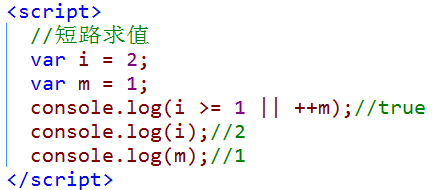 <script>
//短路求值
var i = 2;
var m = 1;
console.log(i >= 1 || ++m);//true
console.log(i);//2
console.log(m);//1
</script>